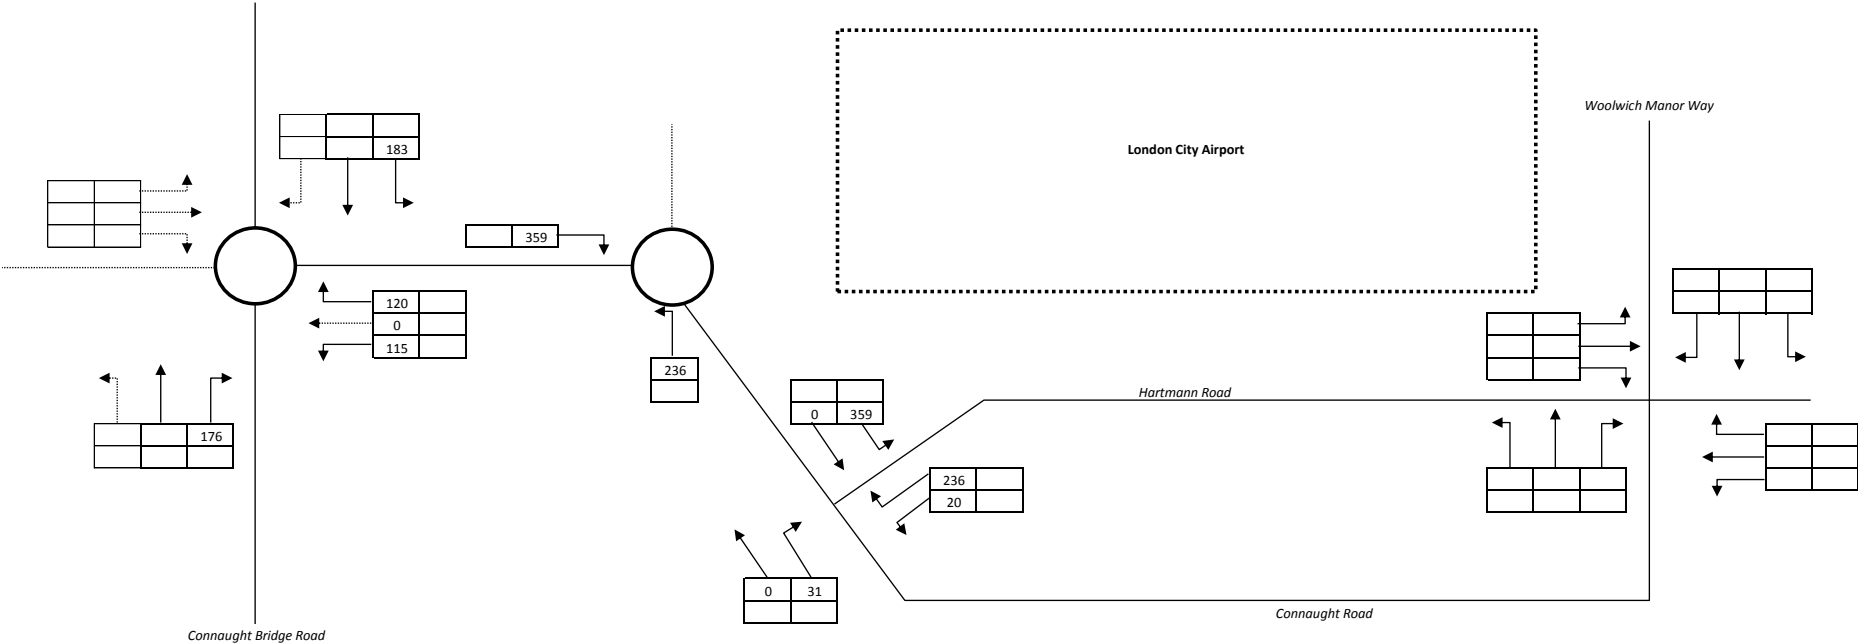 Woolwich Manor Way
London City Airport
183
359
120
0
115
236
176
0 359
Hartmann Road
236
20
0 31
Connaught Road
Connaught Bridge Road